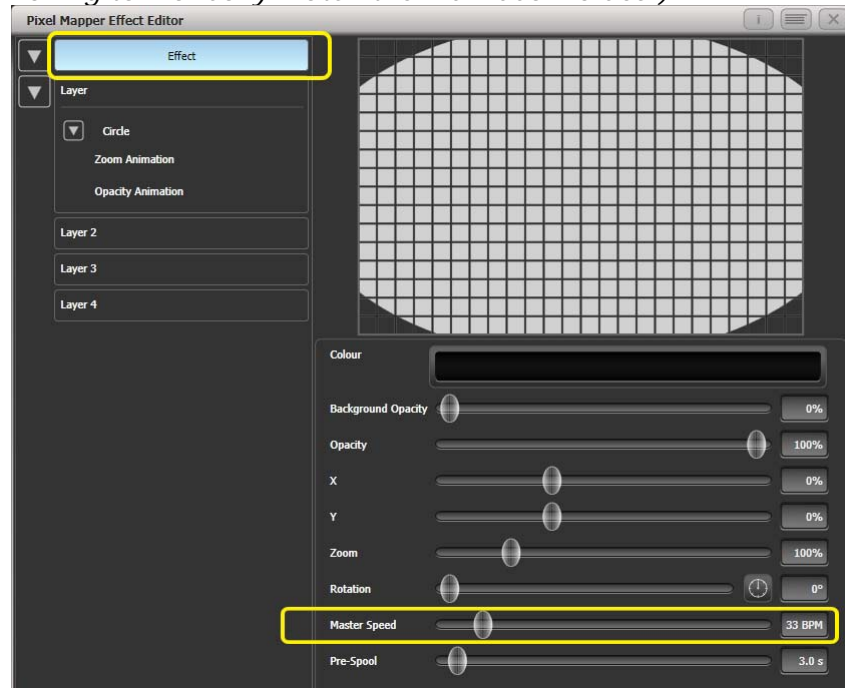 Pixel Mapper Effect Editor
Effect
Layer
Circle
Zoom Animation
Opacity Animation
Layer 2
Layer 3
Layer 4
Colour
Background Opacity 0%
Opacity 100%
X 0%
Y 0%
Zoom 100%
Rotation 0°
Master Speed 33 BPM
Pre-Spool 3.0 s